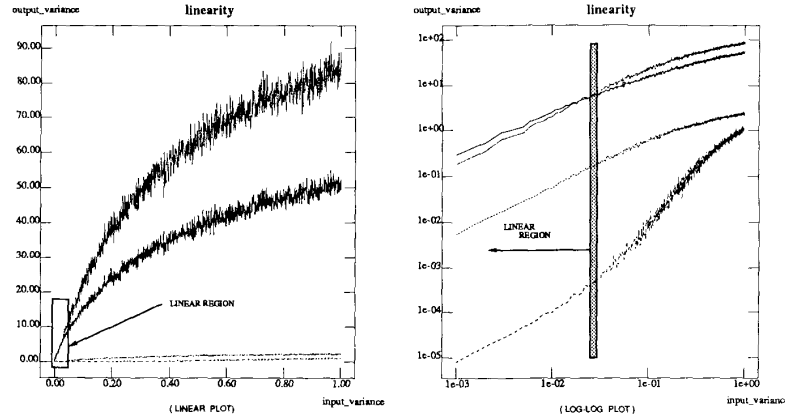 output_variance
linearity
90.00
80.00
70.00
60.00
50.00
40.00
30.00
20.00
10.00
0.00
LINEAR REGION
0.00 0.20 0.40 0.60 0.80 1.00
input_variance
( LINEAR PLOT)
output_variance
linearity
1e+02
1e+01
1e+00
1e-01
1e-02
1e-03
1e-04
1e-05
LINEAR
REGION
1e-03 1e-02 1e-01 1e+00
input_variance
( LOG-LOG PLOT )